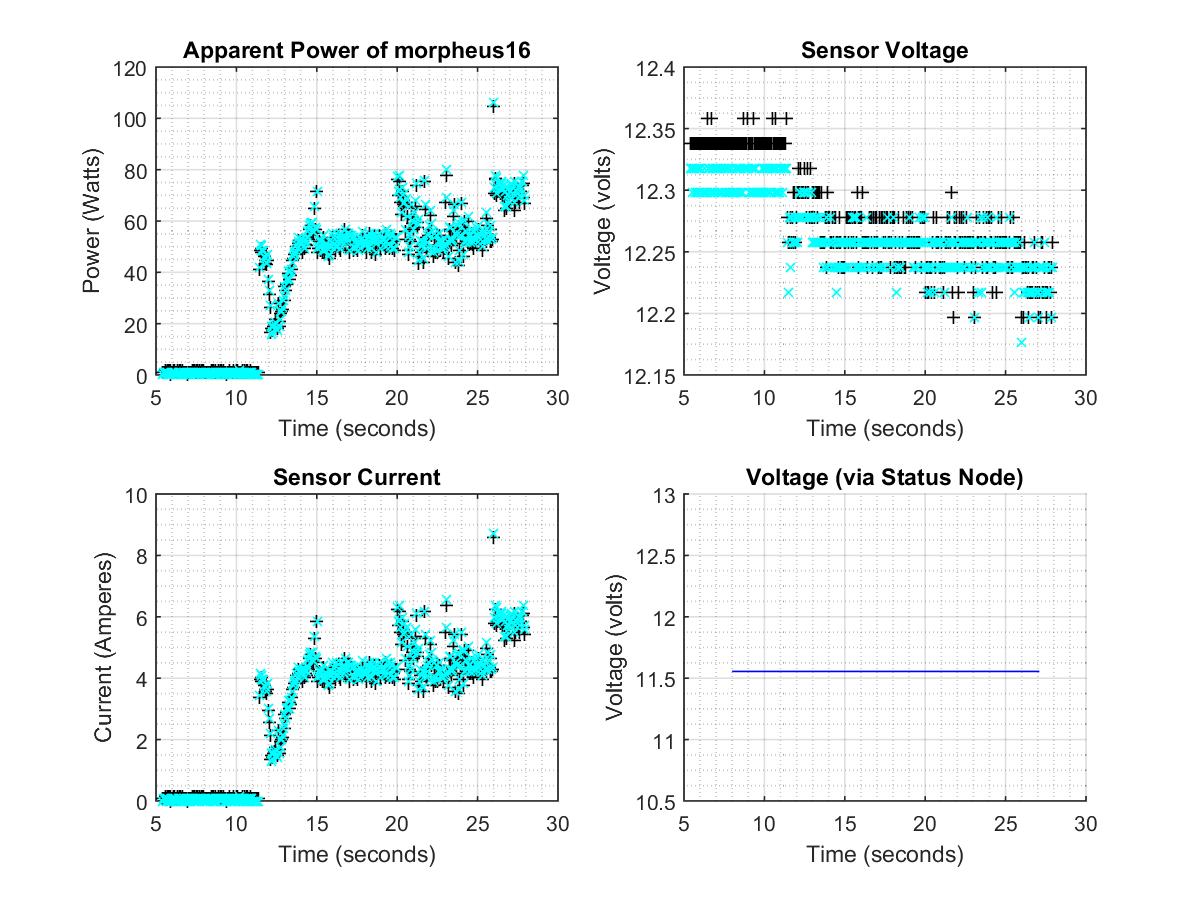 Apparent Power of morpheus16
120
100
80
60
40
20
0
Power (Watts)
5 10 15 20 25 30
Time (seconds)
Sensor Voltage
12.4
12.35
12.3
12.25
12.2
12.15
Voltage (volts)
5 10 15 20 25 30
Time (seconds)
Sensor Current
10
8
6
4
2
0
Current (Amperes)
5 10 15 20 25 30
Time (seconds)
Voltage (via Status Node)
13
12.5
12
11.5
11
10.5
Voltage (volts)
5 10 15 20 25 30
Time (seconds)